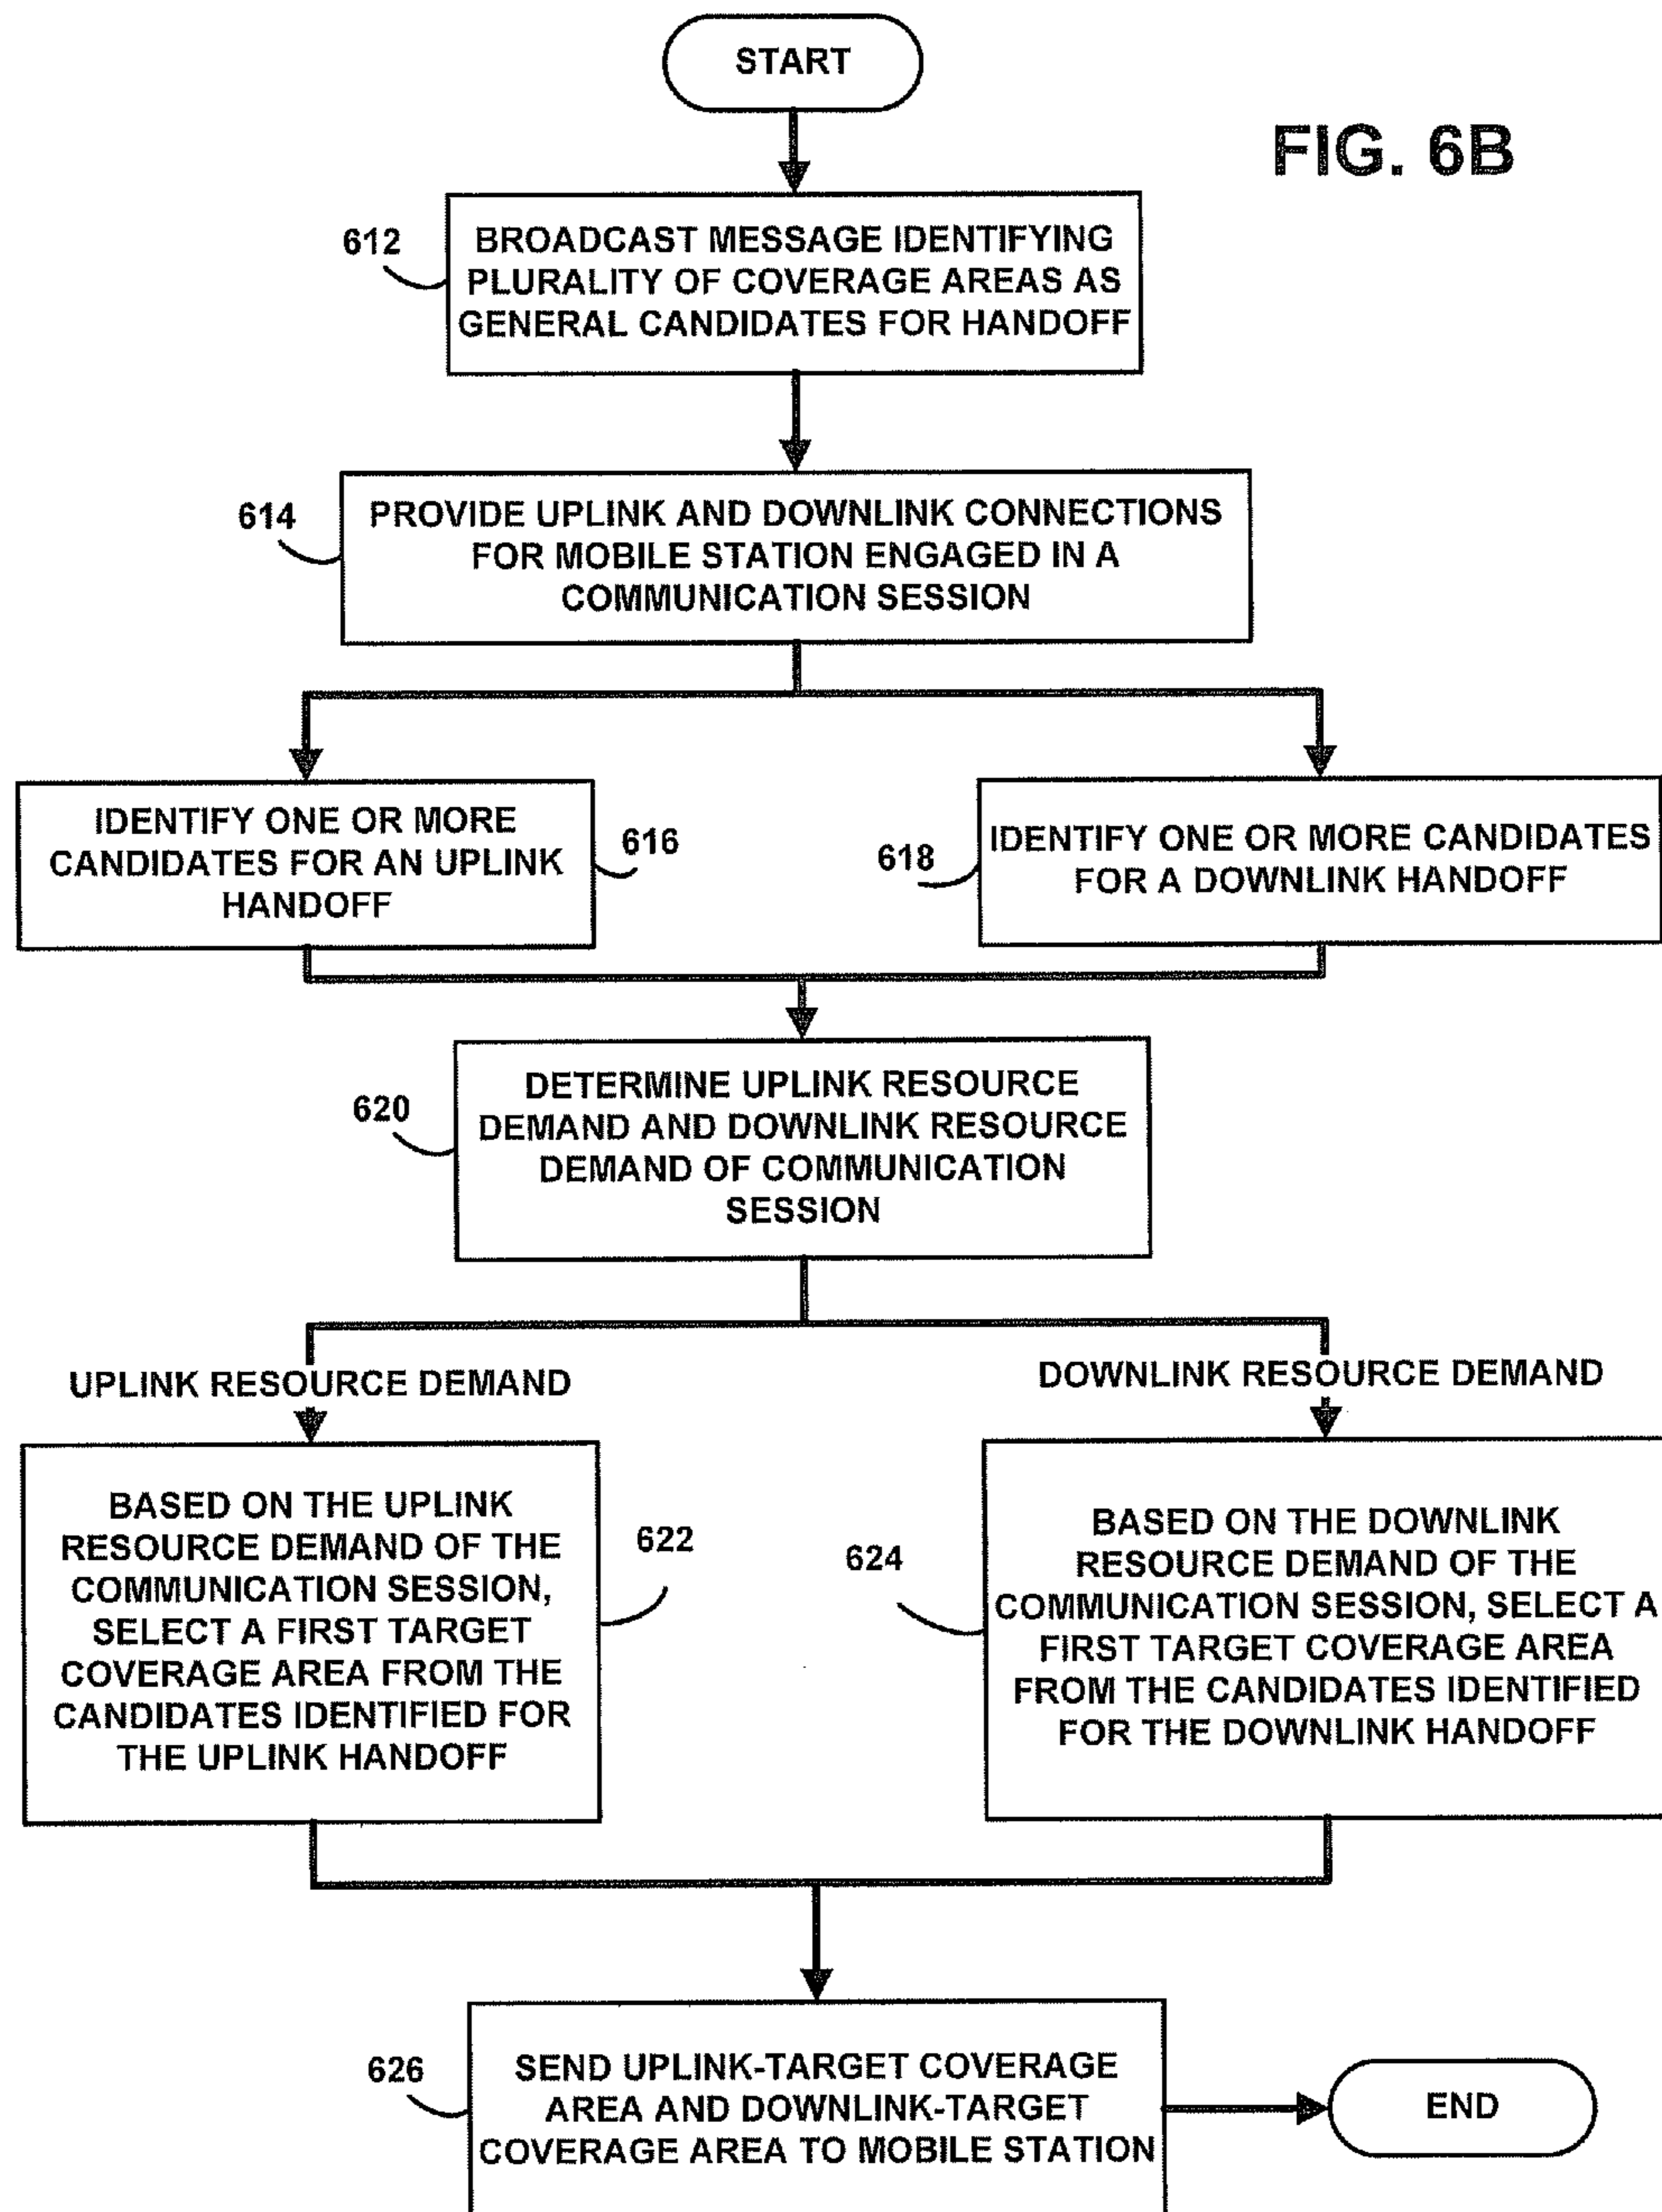 START
FIG. 6B
612
BROADCAST MESSAGE IDENTIFYING
PLURALITY OF COVERAGE AREAS AS
GENERAL CANDIDATES FOR HANDOFF
614
PROVIDE UPLINK AND DOWNLINK CONNECTIONS
FOR MOBILE STATION ENGAGED IN A
COMMUNICATION SESSION
IDENTIFY ONE OR MORE
CANDIDATES FOR AN UPLINK
HANDOFF
616
618
IDENTIFY ONE OR MORE CANDIDATES
FOR A DOWNLINK HANDOFF
620
DETERMINE UPLINK RESOURCE
DEMAND AND DOWNLINK RESOURCE
DEMAND OF COMMUNICATION
SESSION
UPLINK RESOURCE DEMAND
DOWNLINK RESOURCE DEMAND
BASED ON THE UPLINK
RESOURCE DEMAND OF THE
COMMUNICATION SESSION,
SELECT A FIRST TARGET
COVERAGE AREA FROM THE
CANDIDATES IDENTIFIED FOR
THE UPLINK HANDOFF
622
624
BASED ON THE DOWNLINK
RESOURCE DEMAND OF THE
COMMUNICATION SESSION, SELECT A
FIRST TARGET COVERAGE AREA
FROM THE CANDIDATES IDENTIFIED
FOR THE DOWNLINK HANDOFF
626
SEND UPLINK-TARGET COVERAGE
AREA AND DOWNLINK-TARGET
COVERAGE AREA TO MOBILE STATION
END